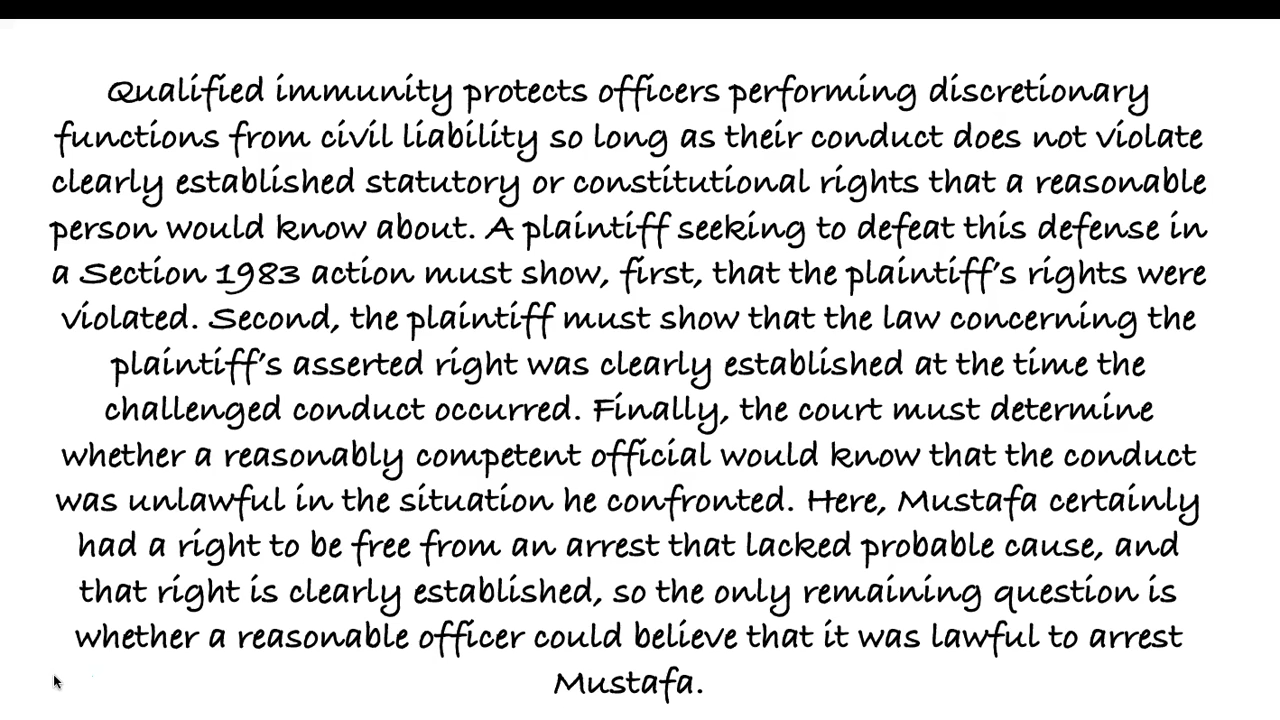 Qualified immunity protects officers performing discretionary
functions from civil liability so long as their conduct does not violate
clearly established statutory or constitutional rights that a reasonable
person would know about. A plaintiff seeking to defeat this defense in
a Section 1983 action must show, first, that the plaintiff's rights were
violated. Second, the plaintiff must show that the law concerning the
plaintiff's asserted right was clearly established at the time the
challenged conduct occurred. Finally, the court must determine
whether a reasonably competent official would know that the conduct
was unlawful in the situation he confronted. Here, Mustafa certainly
had a right to be free from an arrest that lacked probable cause, and
that right is clearly established, so the only remaining question is
whether a reasonable officer could believe that it was lawful to arrest
Mustafa.